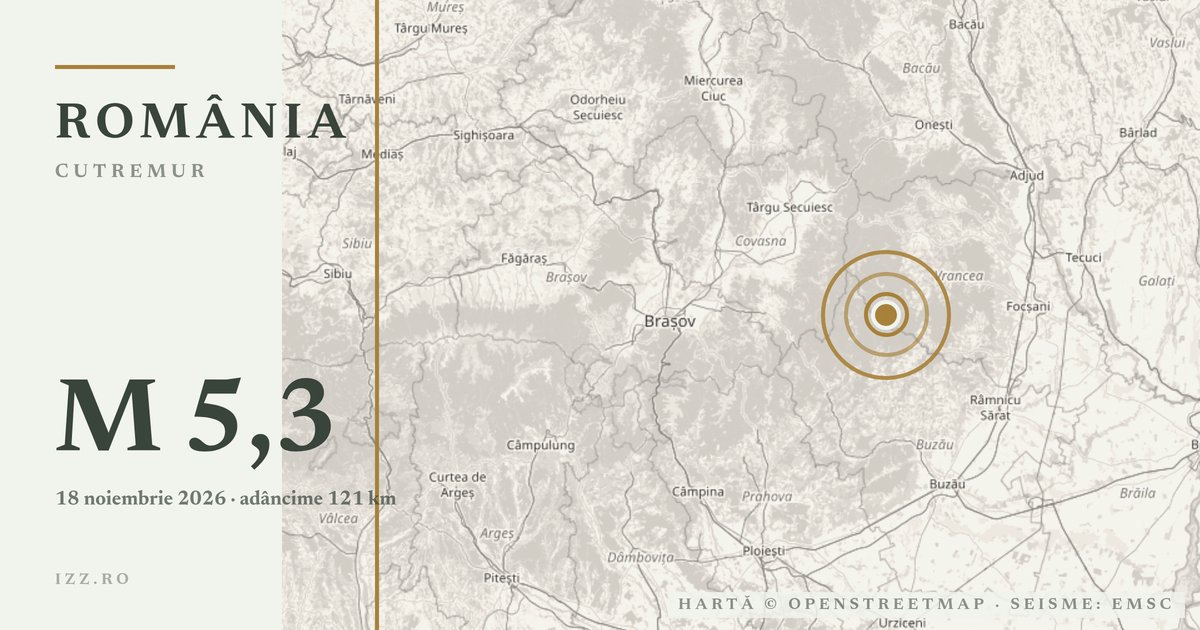 ROMÂNIA
CUTREMUR
M 5,3
18 noiembrie 2026 · adâncime 121 km
IZZ.RO
Mureș
Târgu Mureș
Bacău
Vaslui
Miercurea
Ciuc
Bacău
Târnăveni
Odorheiu
Secuiesc
Onești
Bârlad
Sighișoara
laj
Mediaș
Adjud
Târgu Secuiesc
Sibiu
Covasna
Făgăraș
Tecuci
Sibiu
Brașov
Vrancea
Galați
Focșani
Brașov
Râmnicu
Sărat
Câmpulung
Buzău
Curtea de
Argeș
Câmpina
Prahova
Buzău
Brăila
Vâlcea
Argeș
Dâmbovița
Ploiești
Pitești
HARTĂ © OPENSTREETMAP · SEISME: EMSC
Urziceni